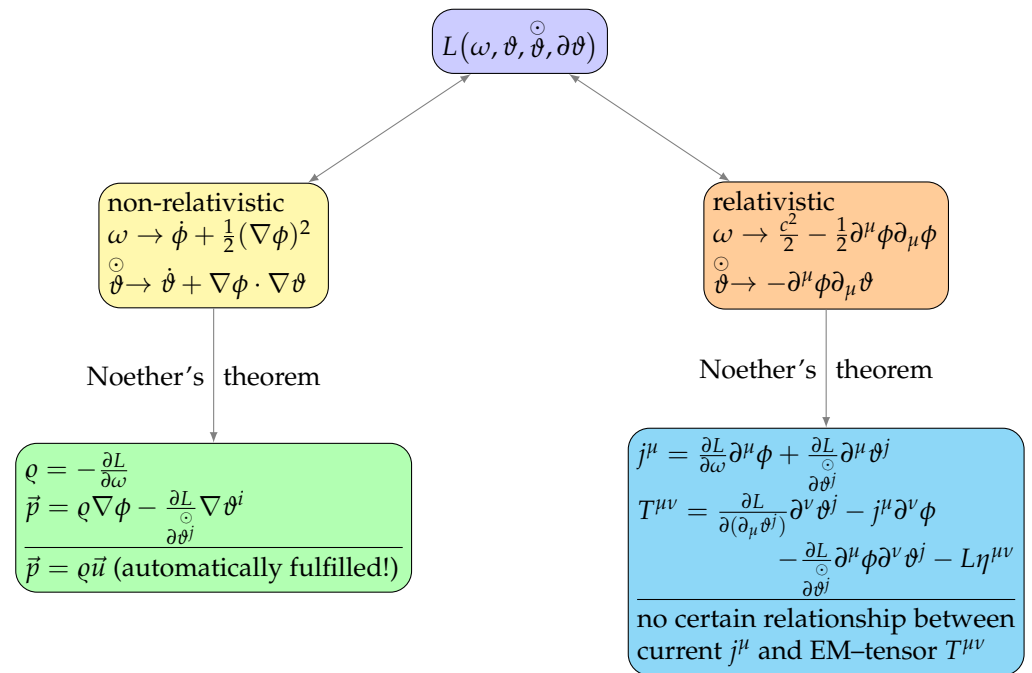 L(ω, ϑ, ϑ^⊙, ∂ϑ)
non-relativistic
ω → φ̇ + ½(∇φ)²
ϑ^⊙ → ϑ̇ + ∇φ · ∇ϑ
relativistic
ω → c²/2 − ½∂^μφ∂_μφ
ϑ^⊙ → −∂^μφ∂_μϑ
Noether's theorem
Noether's theorem
ϱ = −∂L/∂ω
p⃗ = ϱ∇φ − ∂L/∂ϑ^⊙^j ∇ϑ^i
p⃗ = ϱu⃗ (automatically fulfilled!)
j^μ = ∂L/∂ω ∂^μφ + ∂L/∂ϑ^⊙^j ∂^μϑ^j
T^{μν} = ∂L/∂(∂_μϑ^j) ∂^νϑ^j − j^μ∂^νφ
− ∂L/∂ϑ^⊙^j ∂^μφ∂^νϑ^j − Lη^{μν}
no certain relationship between
current j^μ and EM–tensor T^{μν}